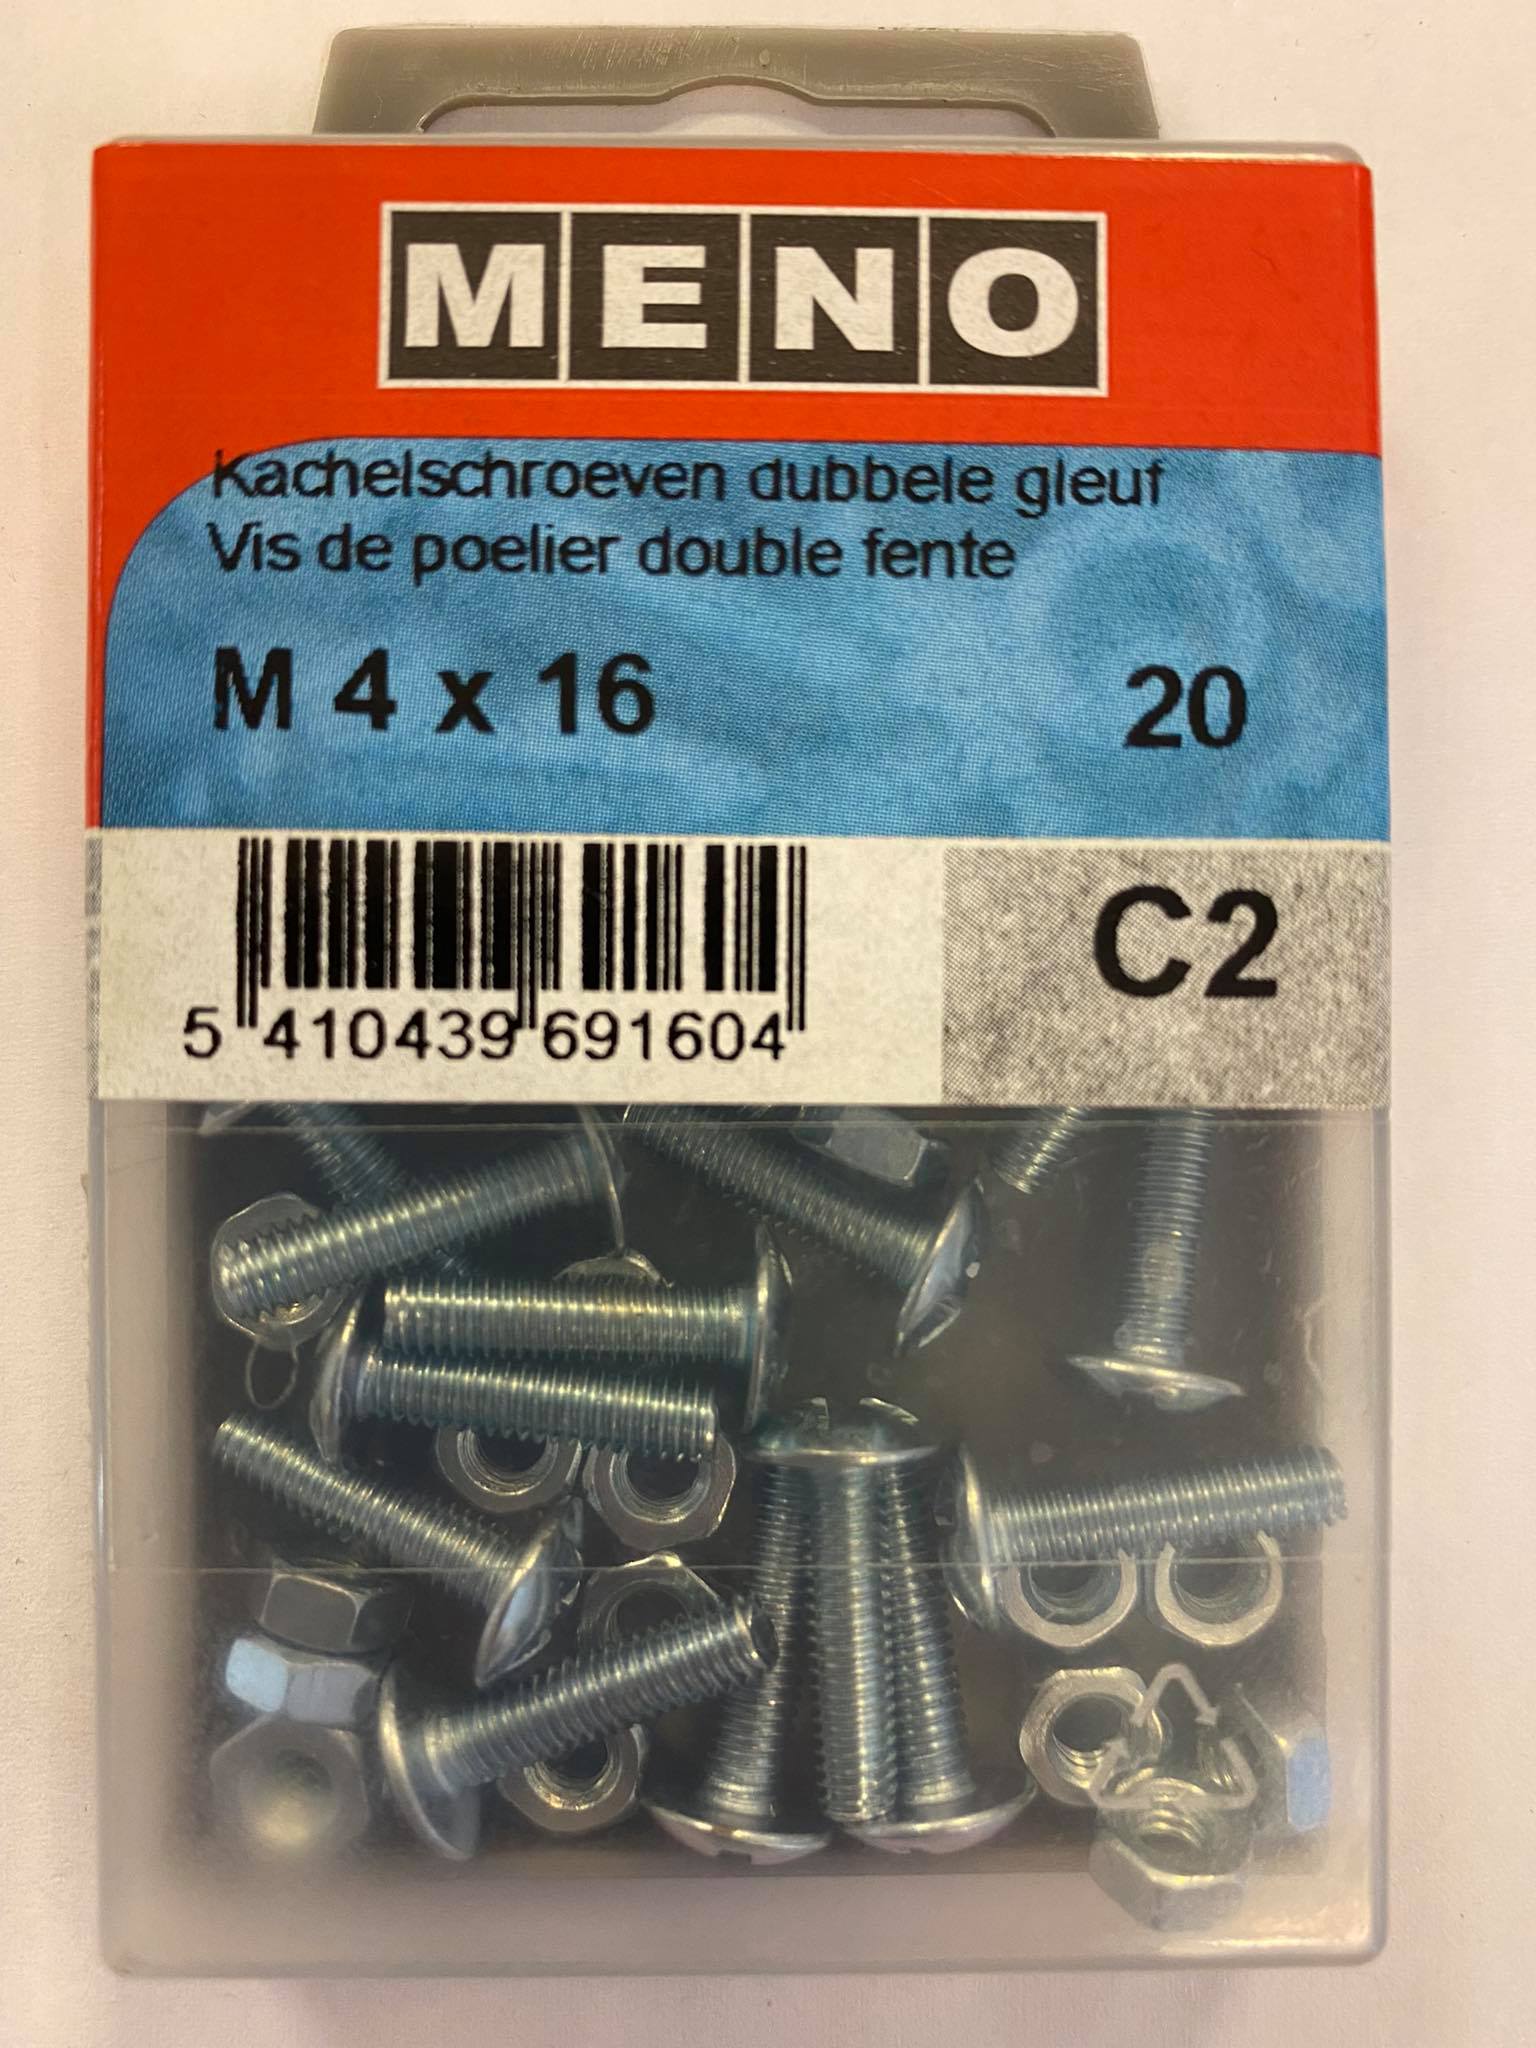 MENO
Kachelschroeven dubbele gleuf
Vis de poelier double fente
M 4 x 16 20
C2
5 410439 691604